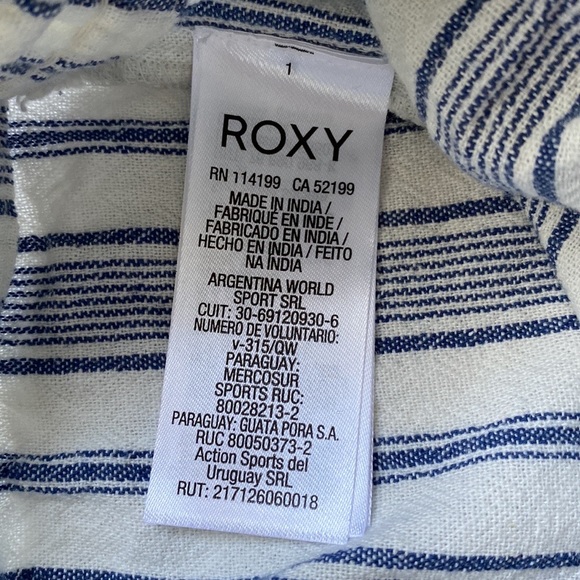 1
ROXY
RN 114199 CA 52199
MADE IN INDIA /
FABRIQUÉ EN INDE /
FABRICADO EN INDIA /
HECHO EN INDIA / FEITO
NA ÍNDIA
ARGENTINA WORLD
SPORT SRL
CUIT: 30-69120930-6
NUMERO DE VOLUNTARIO:
v-315/QW
PARAGUAY:
MERCOSUR
SPORTS RUC:
80028213-2
PARAGUAY: GUATA PORA S.A.
RUC 80050373-2
Action Sports del
Uruguay SRL
RUT: 217126060018